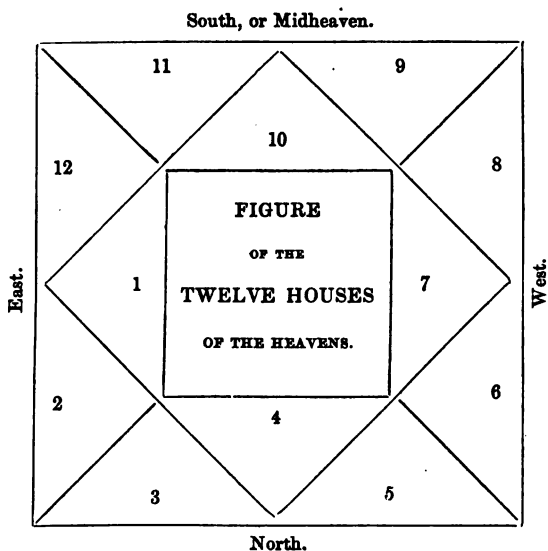 South, or Midheaven.
11 9
10
12 8
FIGURE
OF THE
East. 1 TWELVE HOUSES 7 West.
OF THE HEAVENS.
2 6
4
3 5
North.